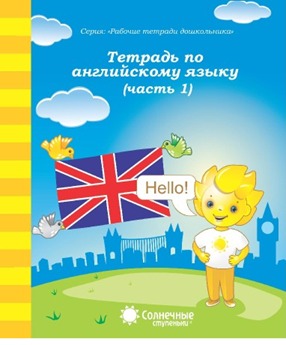 Серия: «Рабочие тетради дошкольника»
Тетрадь по
английскому языку
(часть 1)
Hello!
Солнечные
ступеньки